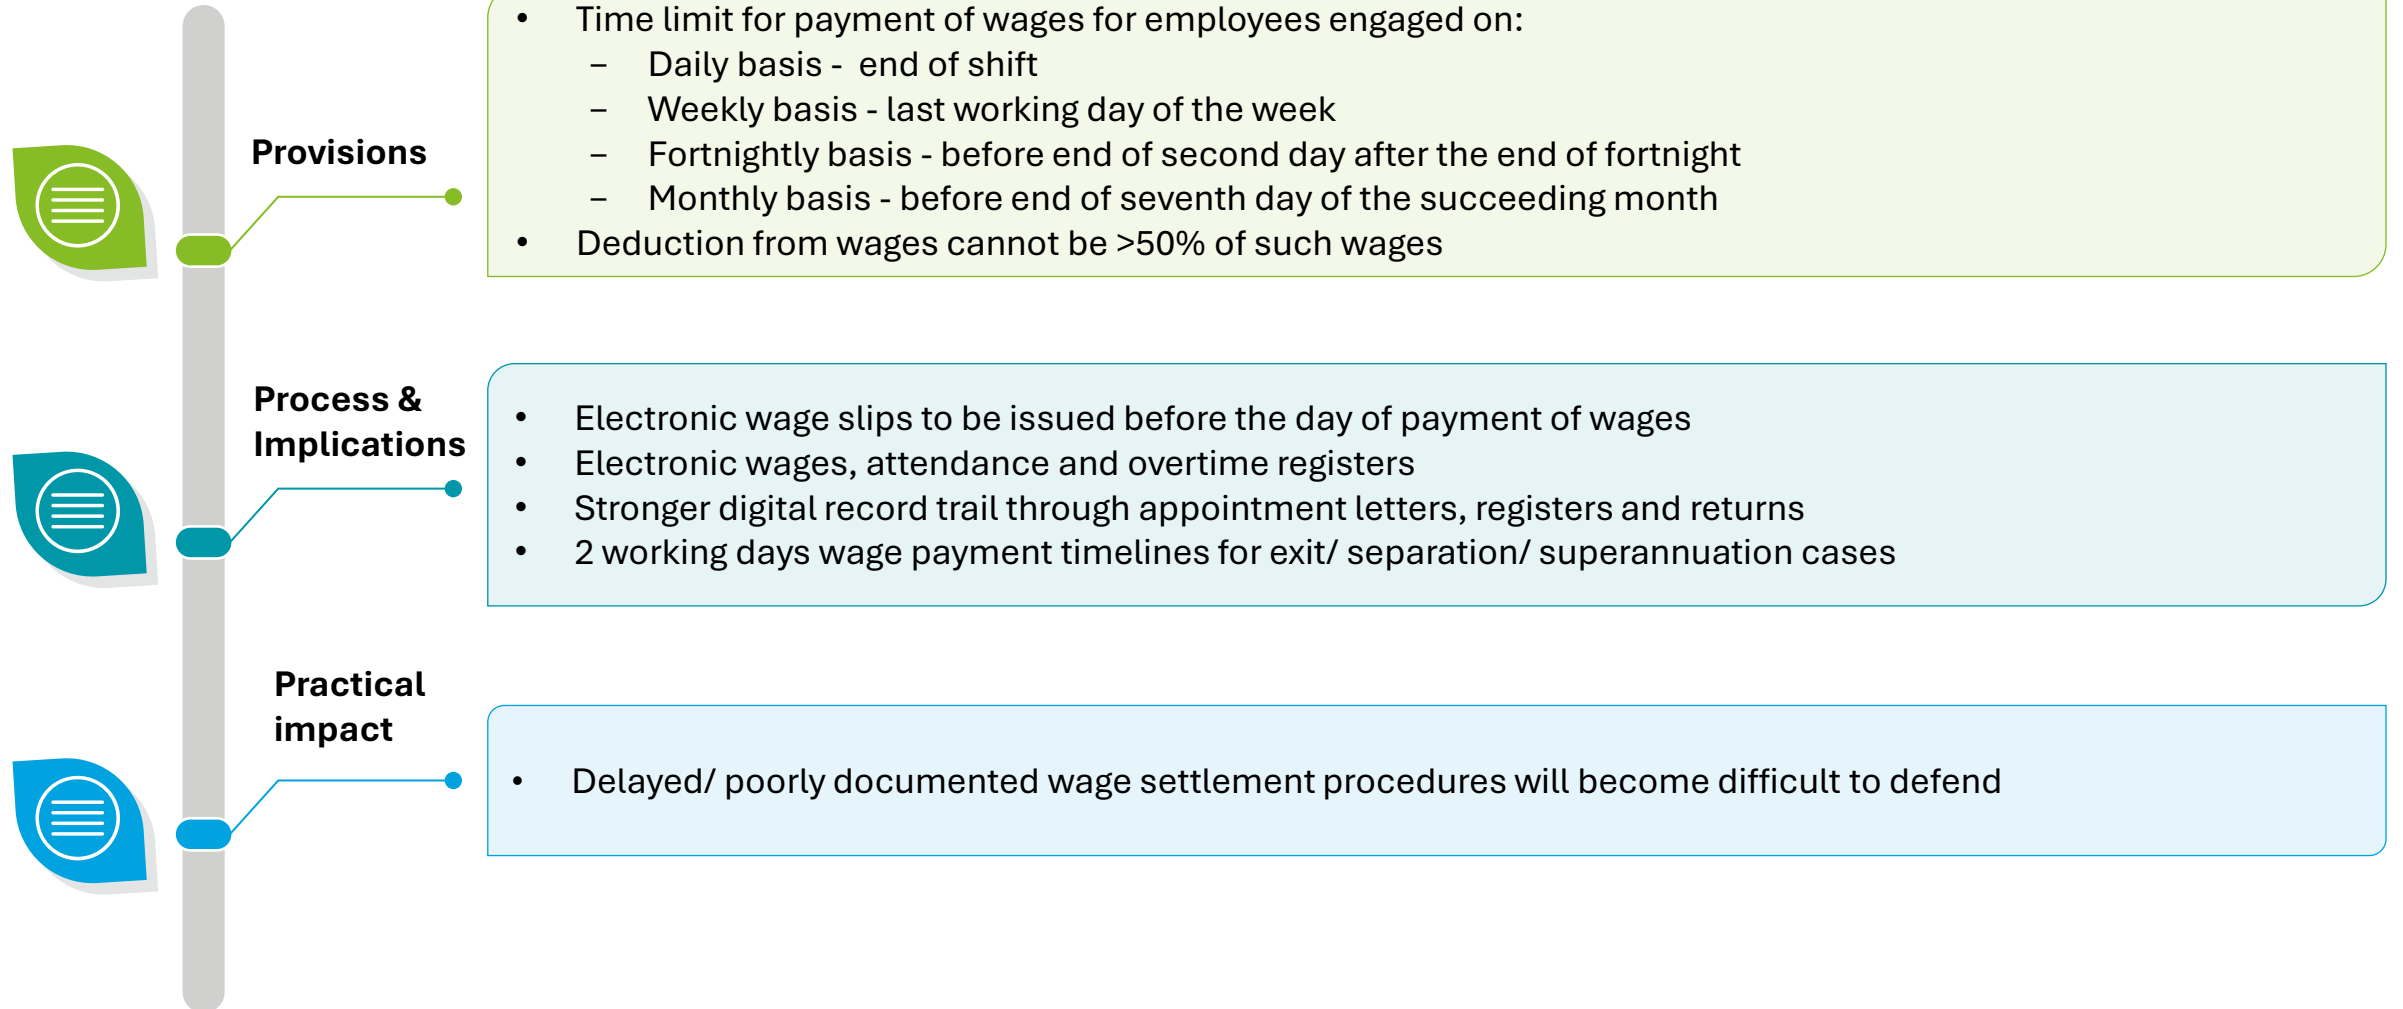 • Time limit for payment of wages for employees engaged on:
– Daily basis - end of shift
– Weekly basis - last working day of the week
– Fortnightly basis - before end of second day after the end of fortnight
– Monthly basis - before end of seventh day of the succeeding month
• Deduction from wages cannot be >50% of such wages
Provisions
Process &
Implications
• Electronic wage slips to be issued before the day of payment of wages
• Electronic wages, attendance and overtime registers
• Stronger digital record trail through appointment letters, registers and returns
• 2 working days wage payment timelines for exit/ separation/ superannuation cases
Practical
impact
• Delayed/ poorly documented wage settlement procedures will become difficult to defend